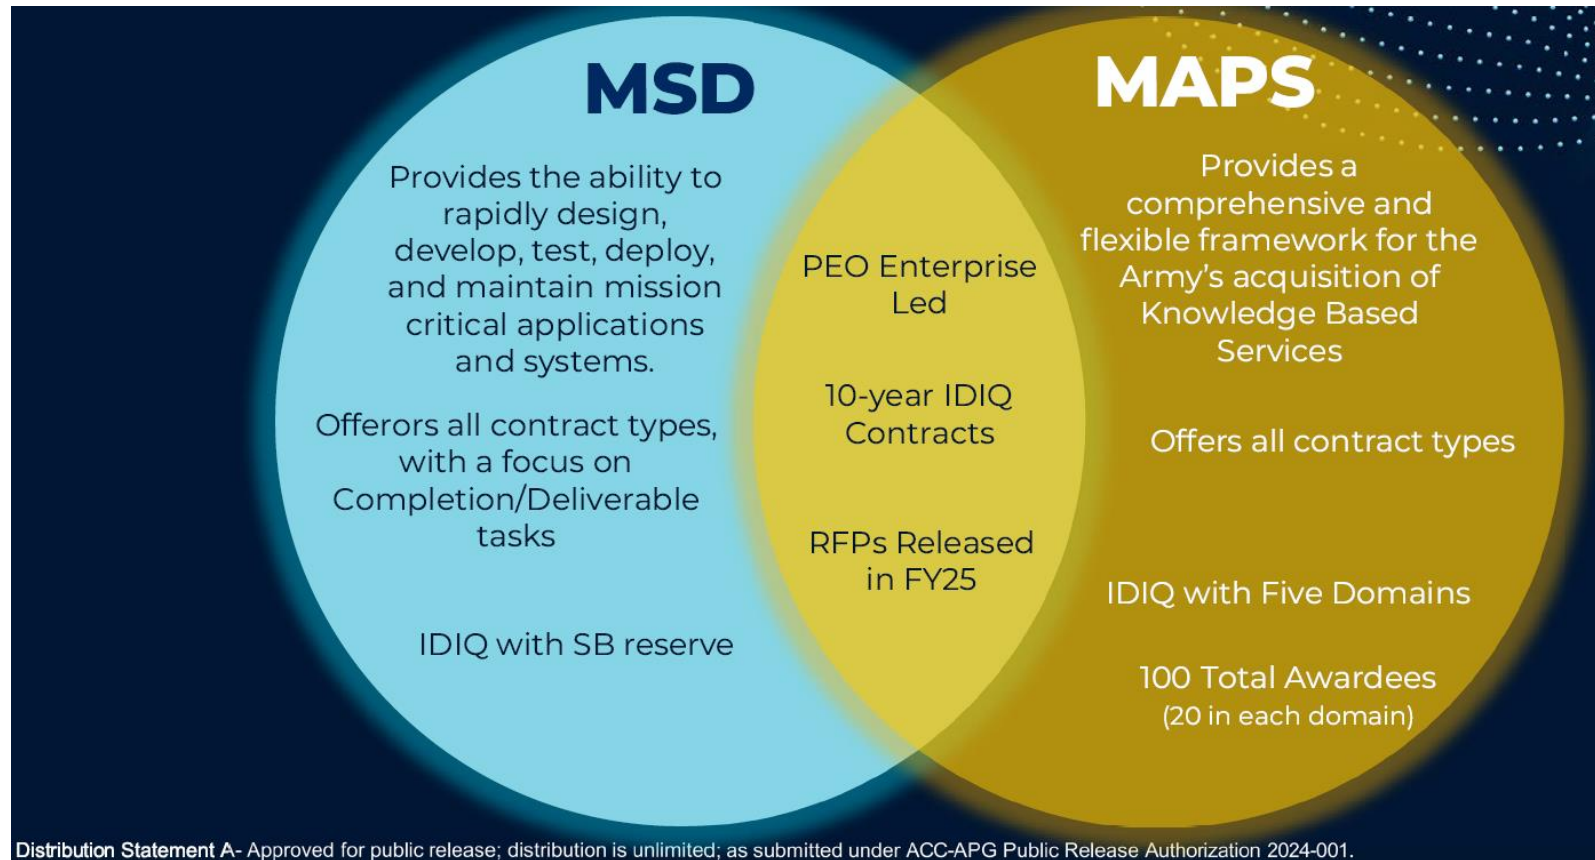 MSD
Provides the ability to
rapidly design,
develop, test, deploy,
and maintain mission
critical applications
and systems.
Offerors all contract types,
with a focus on
Completion/Deliverable
tasks
IDIQ with SB reserve
PEO Enterprise
Led
10-year IDIQ
Contracts
RFPs Released
in FY25
MAPS
Provides a
comprehensive and
flexible framework for the
Army's acquisition of
Knowledge Based
Services
Offers all contract types
IDIQ with Five Domains
100 Total Awardees
(20 in each domain)
Distribution Statement A- Approved for public release; distribution is unlimited; as submitted under ACC-APG Public Release Authorization 2024-001.